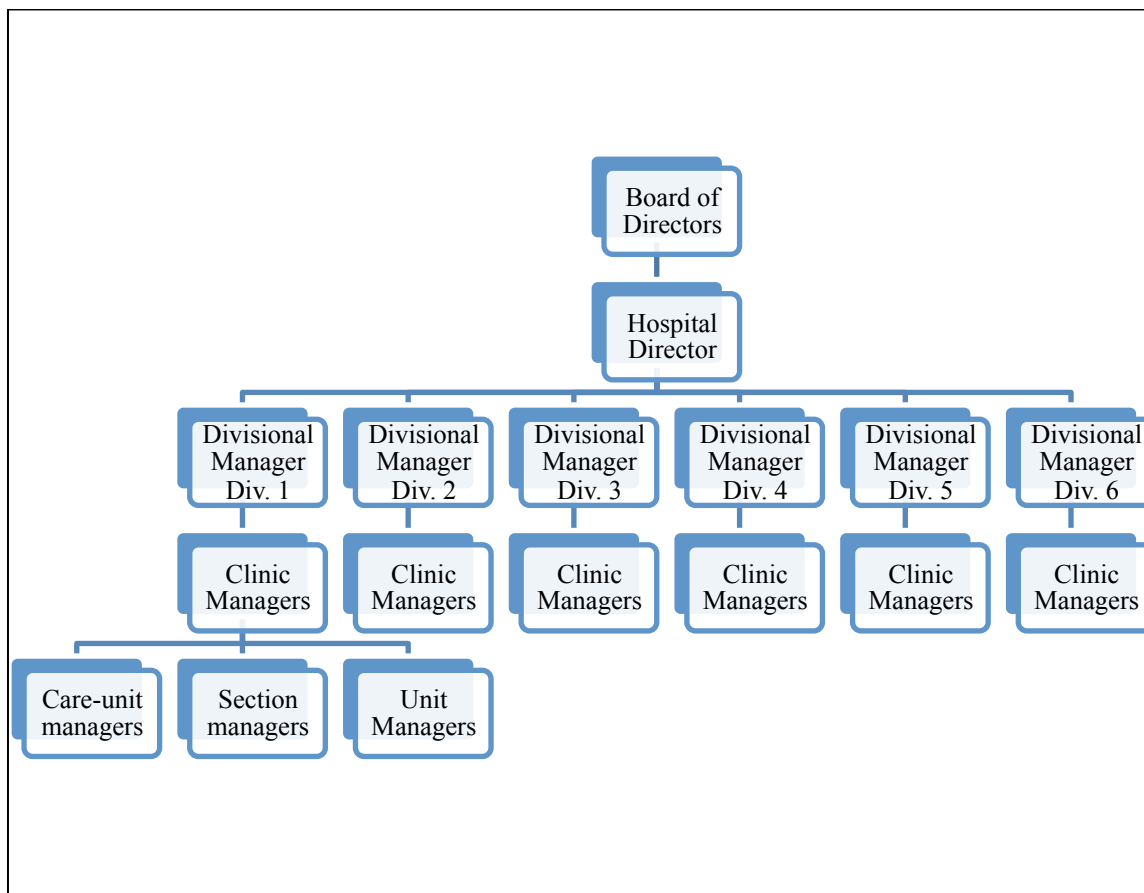 Board of
Directors
Hospital
Director
Divisional
Manager
Div. 1
Divisional
Manager
Div. 2
Divisional
Manager
Div. 3
Divisional
Manager
Div. 4
Divisional
Manager
Div. 5
Divisional
Manager
Div. 6
Clinic
Managers
Clinic
Managers
Clinic
Managers
Clinic
Managers
Clinic
Managers
Clinic
Managers
Care-unit
managers
Section
managers
Unit
Managers